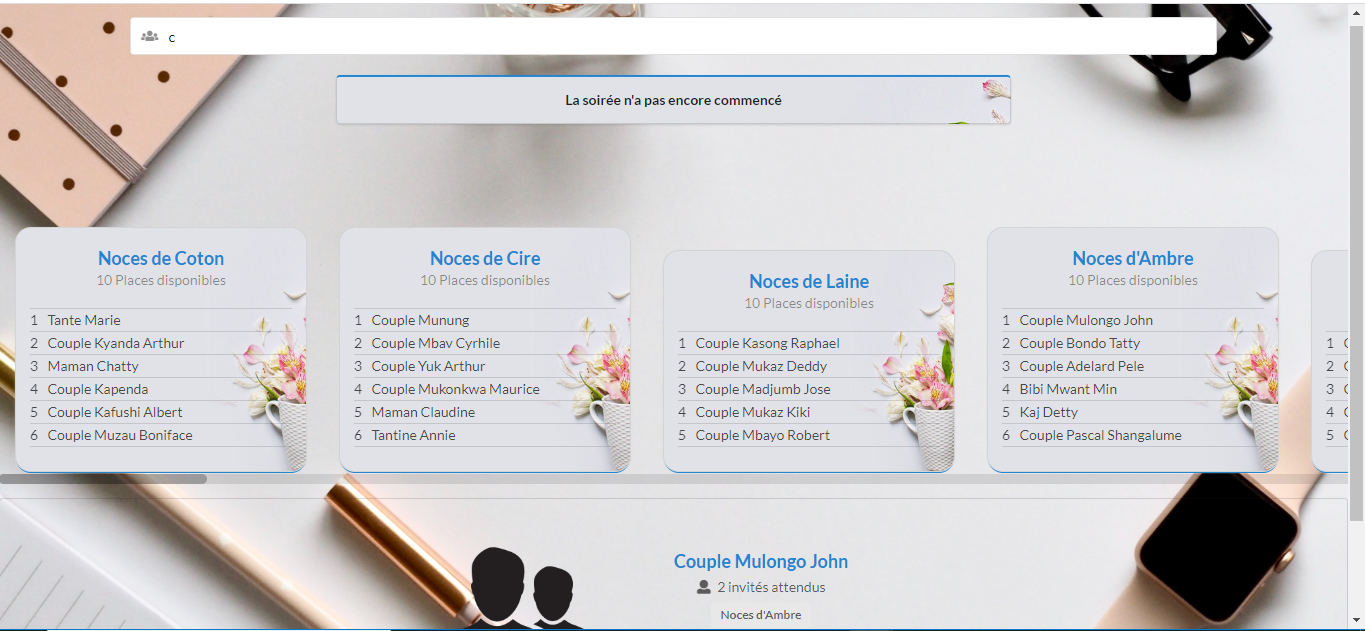 c
La soirée n'a pas encore commencé
Noces de Coton
10 Places disponibles
1 Tante Marie
2 Couple Kyanda Arthur
3 Maman Chatty
4 Couple Kapenda
5 Couple Kafushi Albert
6 Couple Muzau Boniface
Noces de Cire
10 Places disponibles
1 Couple Munung
2 Couple Mbav Cyrhile
3 Couple Yuk Arthur
4 Couple Mukonkwa Maurice
5 Maman Claudine
6 Tantine Annie
Noces de Laine
10 Places disponibles
1 Couple Kasong Raphael
2 Couple Mukaz Deddy
3 Couple Madjumb Jose
4 Couple Mukaz Kiki
5 Couple Mbayo Robert
Noces d'Ambre
10 Places disponibles
1 Couple Mulongo John
2 Couple Bondo Tatty
3 Couple Adelard Pele
4 Bibi Mwant Min
5 Kaj Detty
6 Couple Pascal Shangalume
1
2
3
4
5
Couple Mulongo John
2 invités attendus
Noces d'Ambre